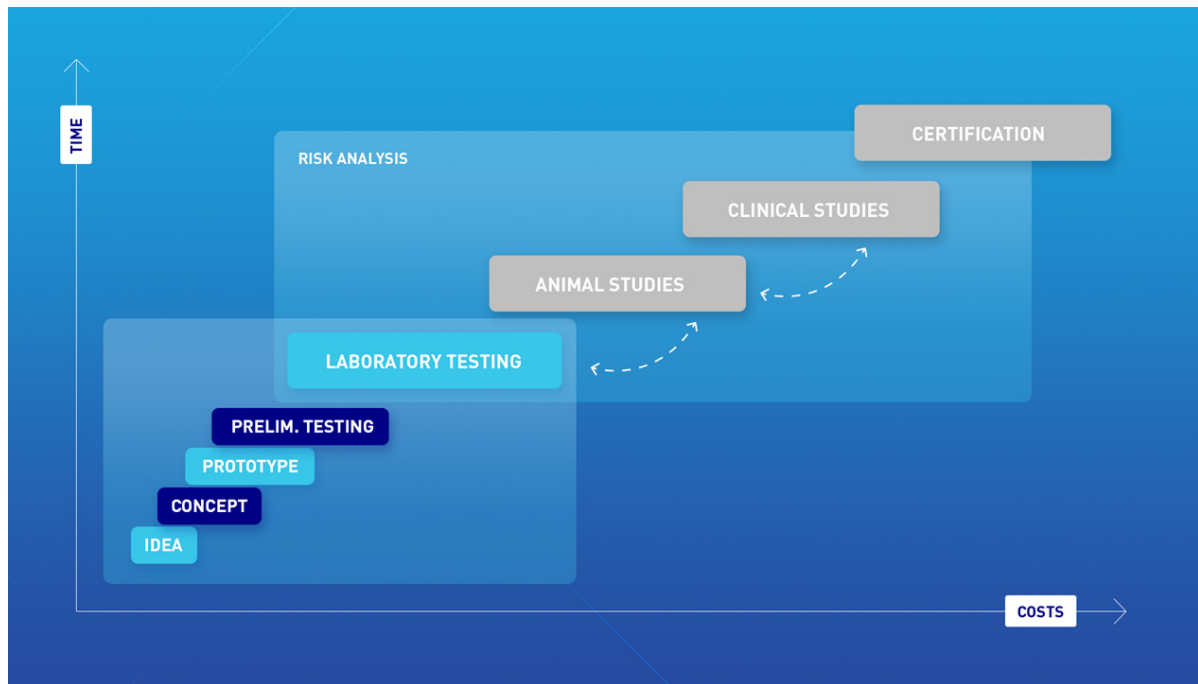 TIME
CERTIFICATION
RISK ANALYSIS
CLINICAL STUDIES
ANIMAL STUDIES
LABORATORY TESTING
PRELIM. TESTING
PROTOTYPE
CONCEPT
IDEA
COSTS